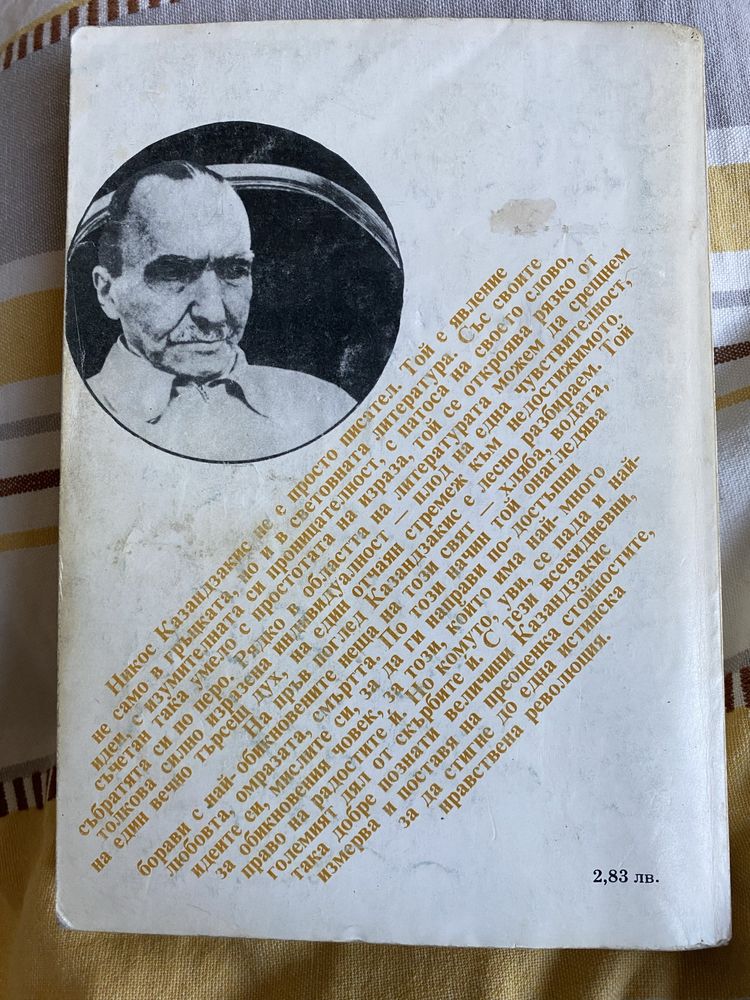 Никос Казандзакис не е просто писател. Той е явление
не само в гръцката, но и в световната литература. Със своите
идеи, с изумителната си проницателност, с патоса на своето слово,
съчетан така умело с простотата на израза, той се откроява рязко от
събратята си по перо. Рядко в областта на литературата можем да срещнем
толкова силно изразена индивидуалност — плод на една чувствителност,
на един вечно търсещ дух, на един отчаян стремеж към недостижимото.
На пръв поглед Казандзакис е лесно разбираем. Той
борави с най-обикновените неща на този свят — хляба, водата,
любовта, омразата, смъртта. По този начин той онагледява
идеите си, мислите си, за да ги направи по-достъпни
за обикновения човек, за този, който има най-много
право на радостите ѝ. Но комуто, уви, се пада и най-
големият дял от скърбите ѝ. С тези всекидневни,
така добре познати величини Казандзакис
измерва и поставя на преоценка стойностите,
за да стигне до една истинска
нравствена революция.
2,83 лв.